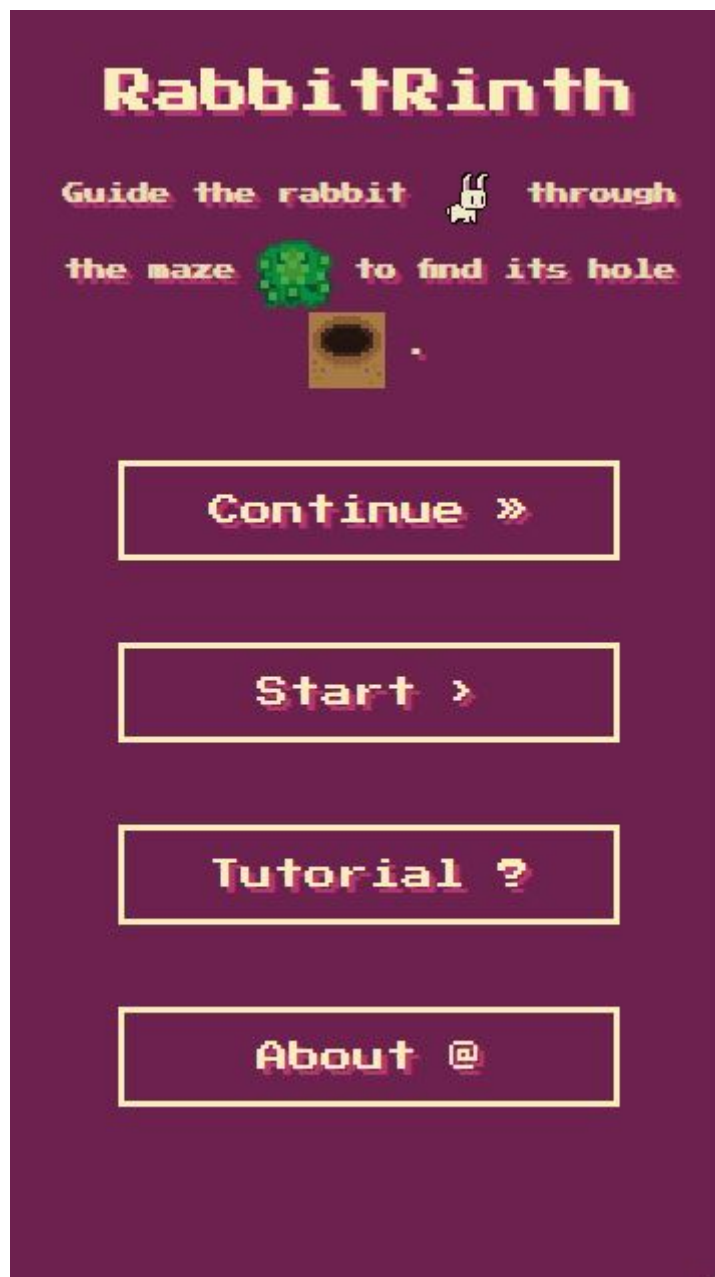 RabbitRinth
Guide the rabbit through
the maze to find its hole
.
Continue »
Start ›
Tutorial ?
About @